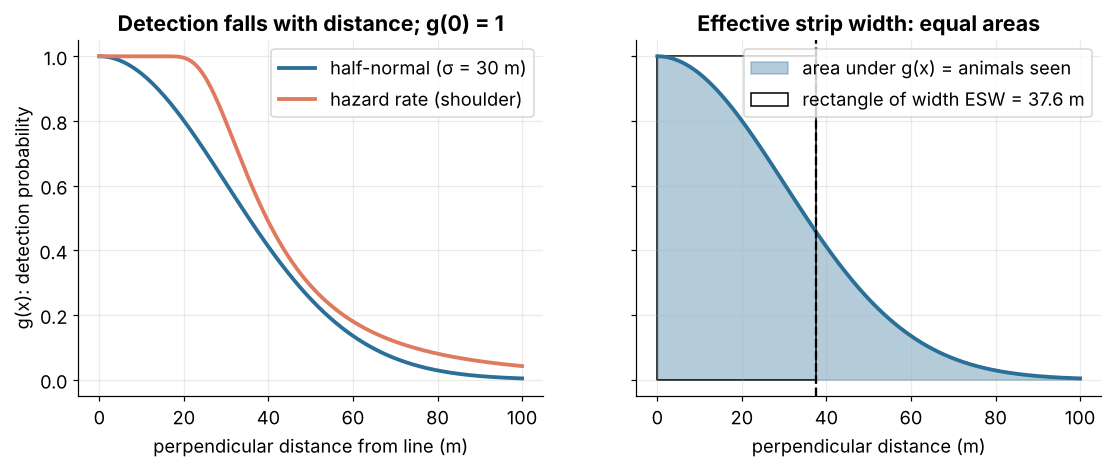 Detection falls with distance; g(0) = 1
half-normal (σ = 30 m)
hazard rate (shoulder)
g(x): detection probability
1.0
0.8
0.6
0.4
0.2
0.0
0 20 40 60 80 100
perpendicular distance from line (m)
Effective strip width: equal areas
area under g(x) = animals seen
rectangle of width ESW = 37.6 m
0 20 40 60 80 100
perpendicular distance (m)